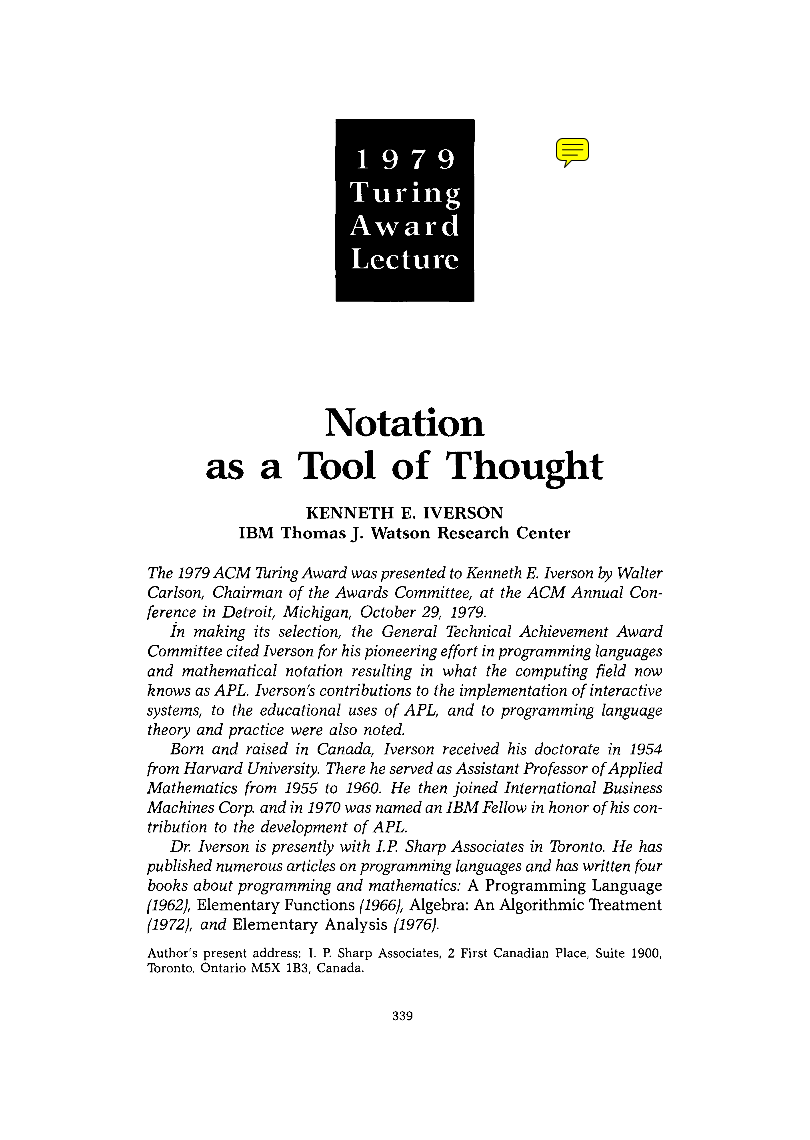 1979
Turing
Award
Lecture
Notation
as a Tool of Thought
KENNETH E. IVERSON
IBM Thomas J. Watson Research Center
The 1979 ACM Turing Award was presented to Kenneth E. Iverson by Walter
Carlson, Chairman of the Awards Committee, at the ACM Annual Con-
ference in Detroit, Michigan, October 29, 1979.
In making its selection, the General Technical Achievement Award
Committee cited Iverson for his pioneering effort in programming languages
and mathematical notation resulting in what the computing field now
knows as APL. Iverson's contributions to the implementation of interactive
systems, to the educational uses of APL, and to programming language
theory and practice were also noted.
Born and raised in Canada, Iverson received his doctorate in 1954
from Harvard University. There he served as Assistant Professor of Applied
Mathematics from 1955 to 1960. He then joined International Business
Machines Corp. and in 1970 was named an IBM Fellow in honor of his con-
tribution to the development of APL.
Dr. Iverson is presently with I.P. Sharp Associates in Toronto. He has
published numerous articles on programming languages and has written four
books about programming and mathematics: A Programming Language
(1962), Elementary Functions (1966), Algebra: An Algorithmic Treatment
(1972), and Elementary Analysis (1976).
Author's present address: I. P. Sharp Associates, 2 First Canadian Place, Suite 1900,
Toronto, Ontario M5X 1B3, Canada.
339